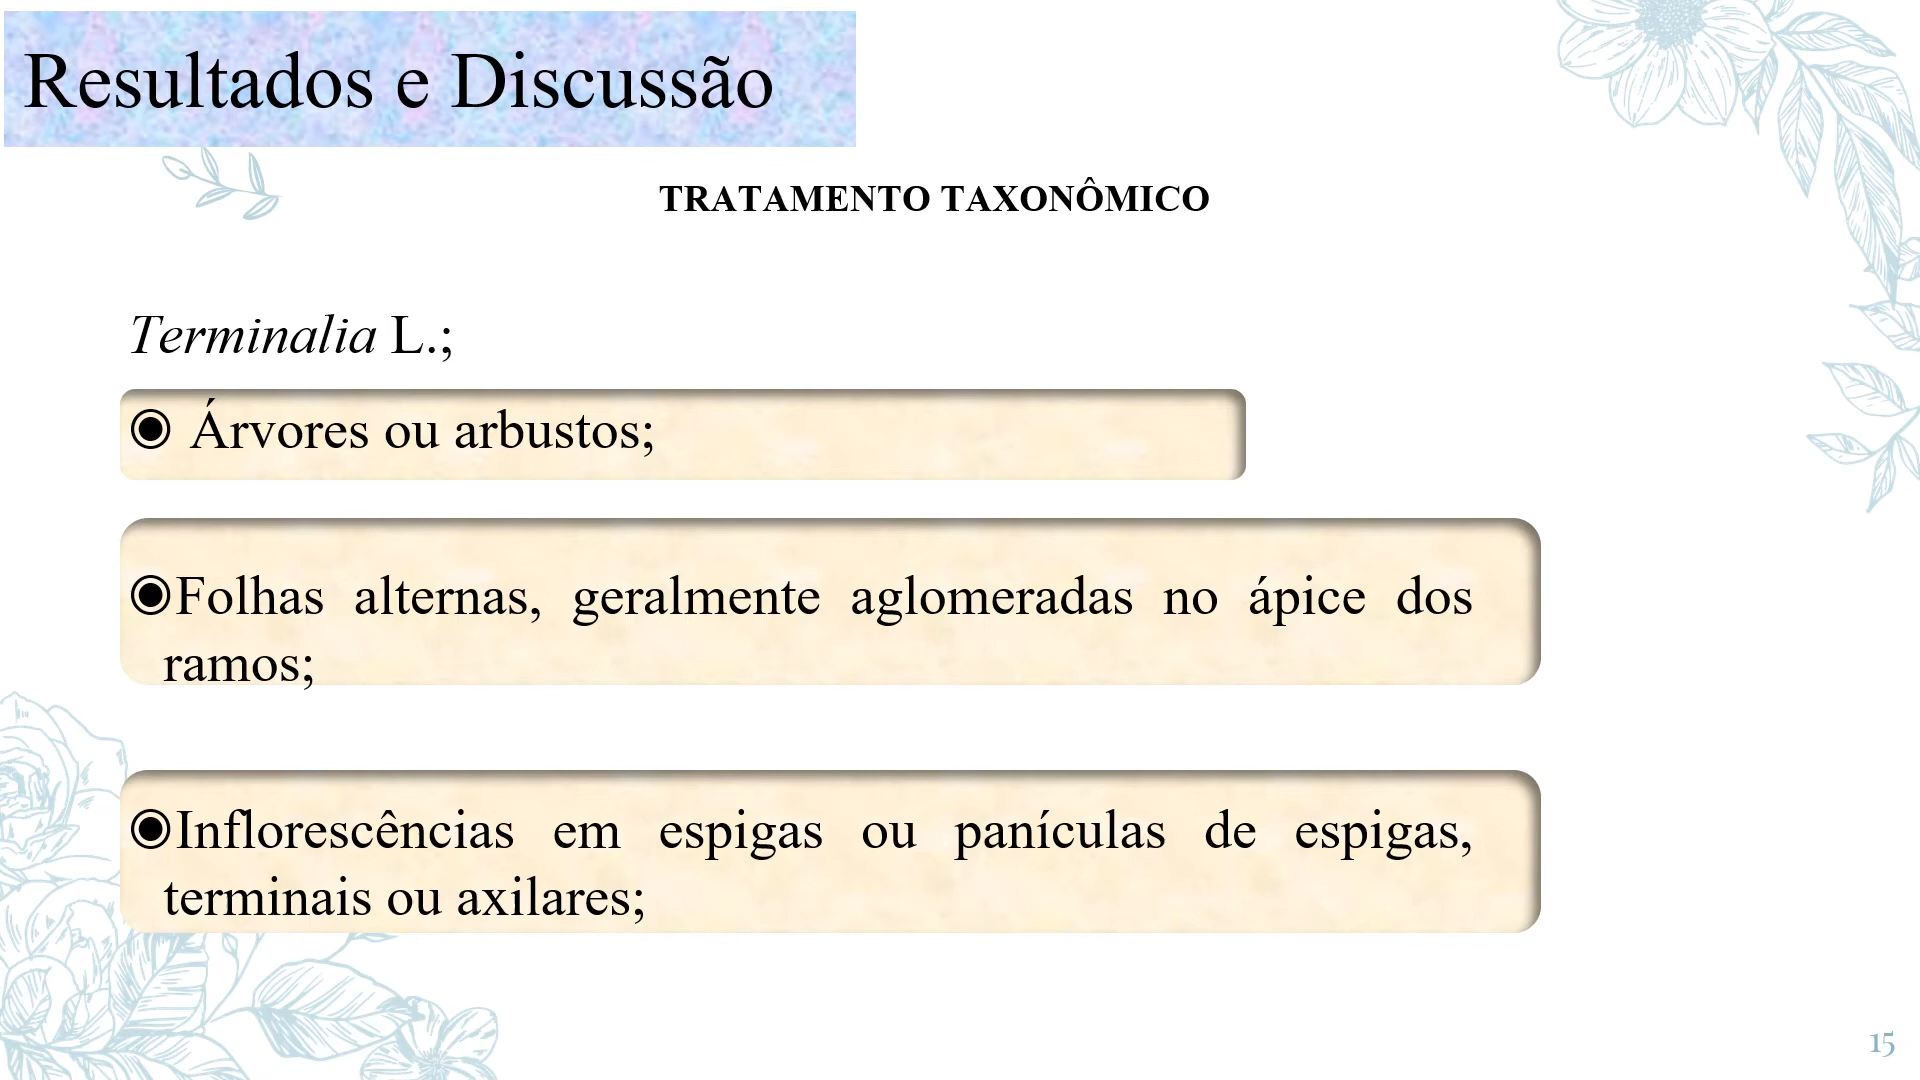 Resultados e Discussão
TRATAMENTO TAXONÔMICO
Terminalia L.;
◉ Árvores ou arbustos;
◉Folhas alternas, geralmente aglomeradas no ápice dos
ramos;
◉Inflorescências em espigas ou panículas de espigas,
terminais ou axilares;
15